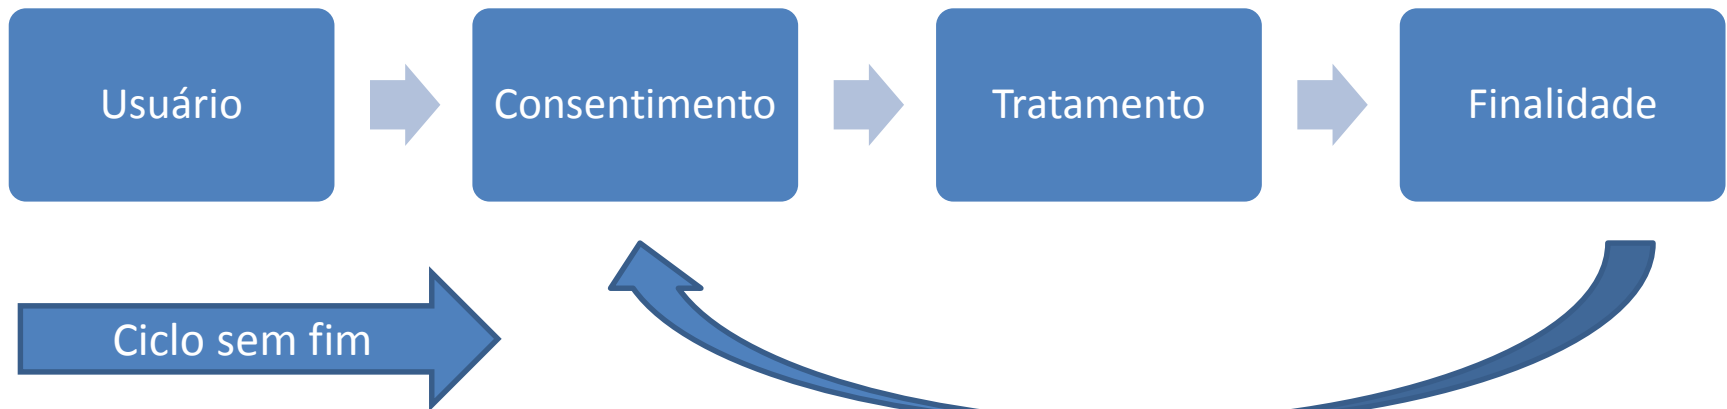 Usuário
Consentimento
Tratamento
Finalidade
Ciclo sem fim